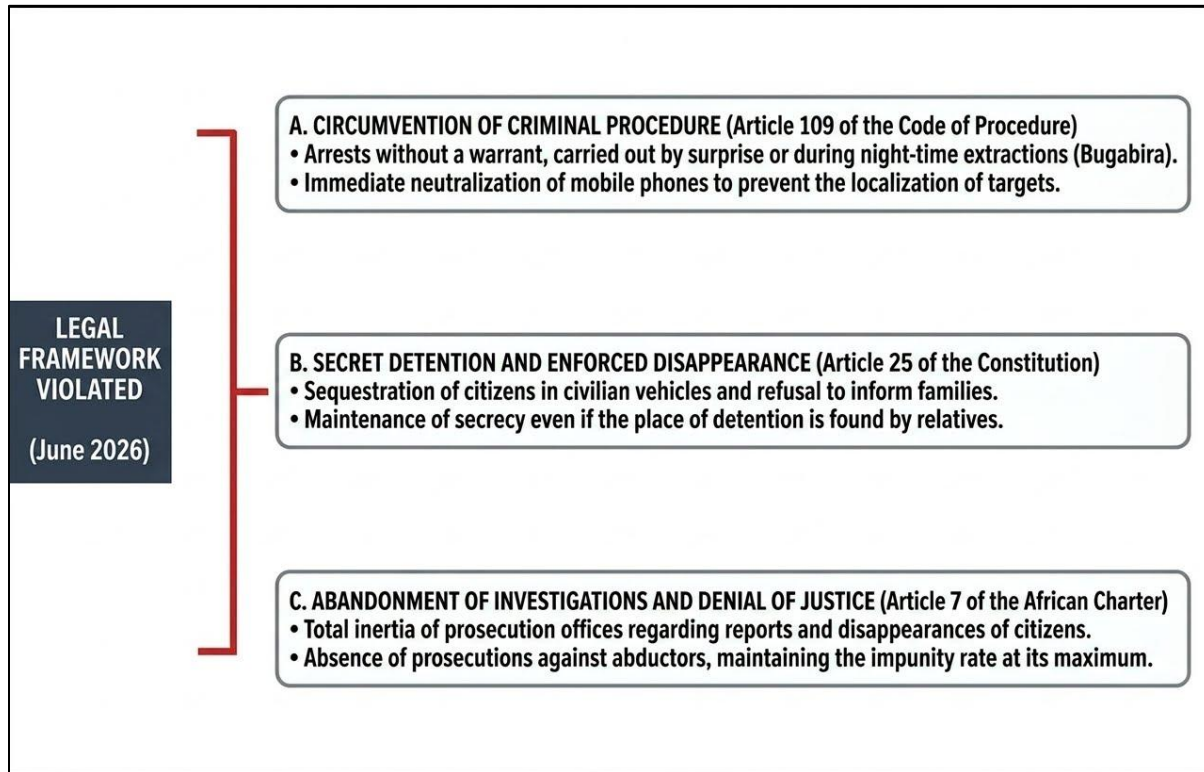 LEGAL
FRAMEWORK
VIOLATED
(June 2026)
A. CIRCUMVENTION OF CRIMINAL PROCEDURE (Article 109 of the Code of Procedure)
• Arrests without a warrant, carried out by surprise or during night-time extractions (Bugabira).
• Immediate neutralization of mobile phones to prevent the localization of targets.
B. SECRET DETENTION AND ENFORCED DISAPPEARANCE (Article 25 of the Constitution)
• Sequestration of citizens in civilian vehicles and refusal to inform families.
• Maintenance of secrecy even if the place of detention is found by relatives.
C. ABANDONMENT OF INVESTIGATIONS AND DENIAL OF JUSTICE (Article 7 of the African Charter)
• Total inertia of prosecution offices regarding reports and disappearances of citizens.
• Absence of prosecutions against abductors, maintaining the impunity rate at its maximum.